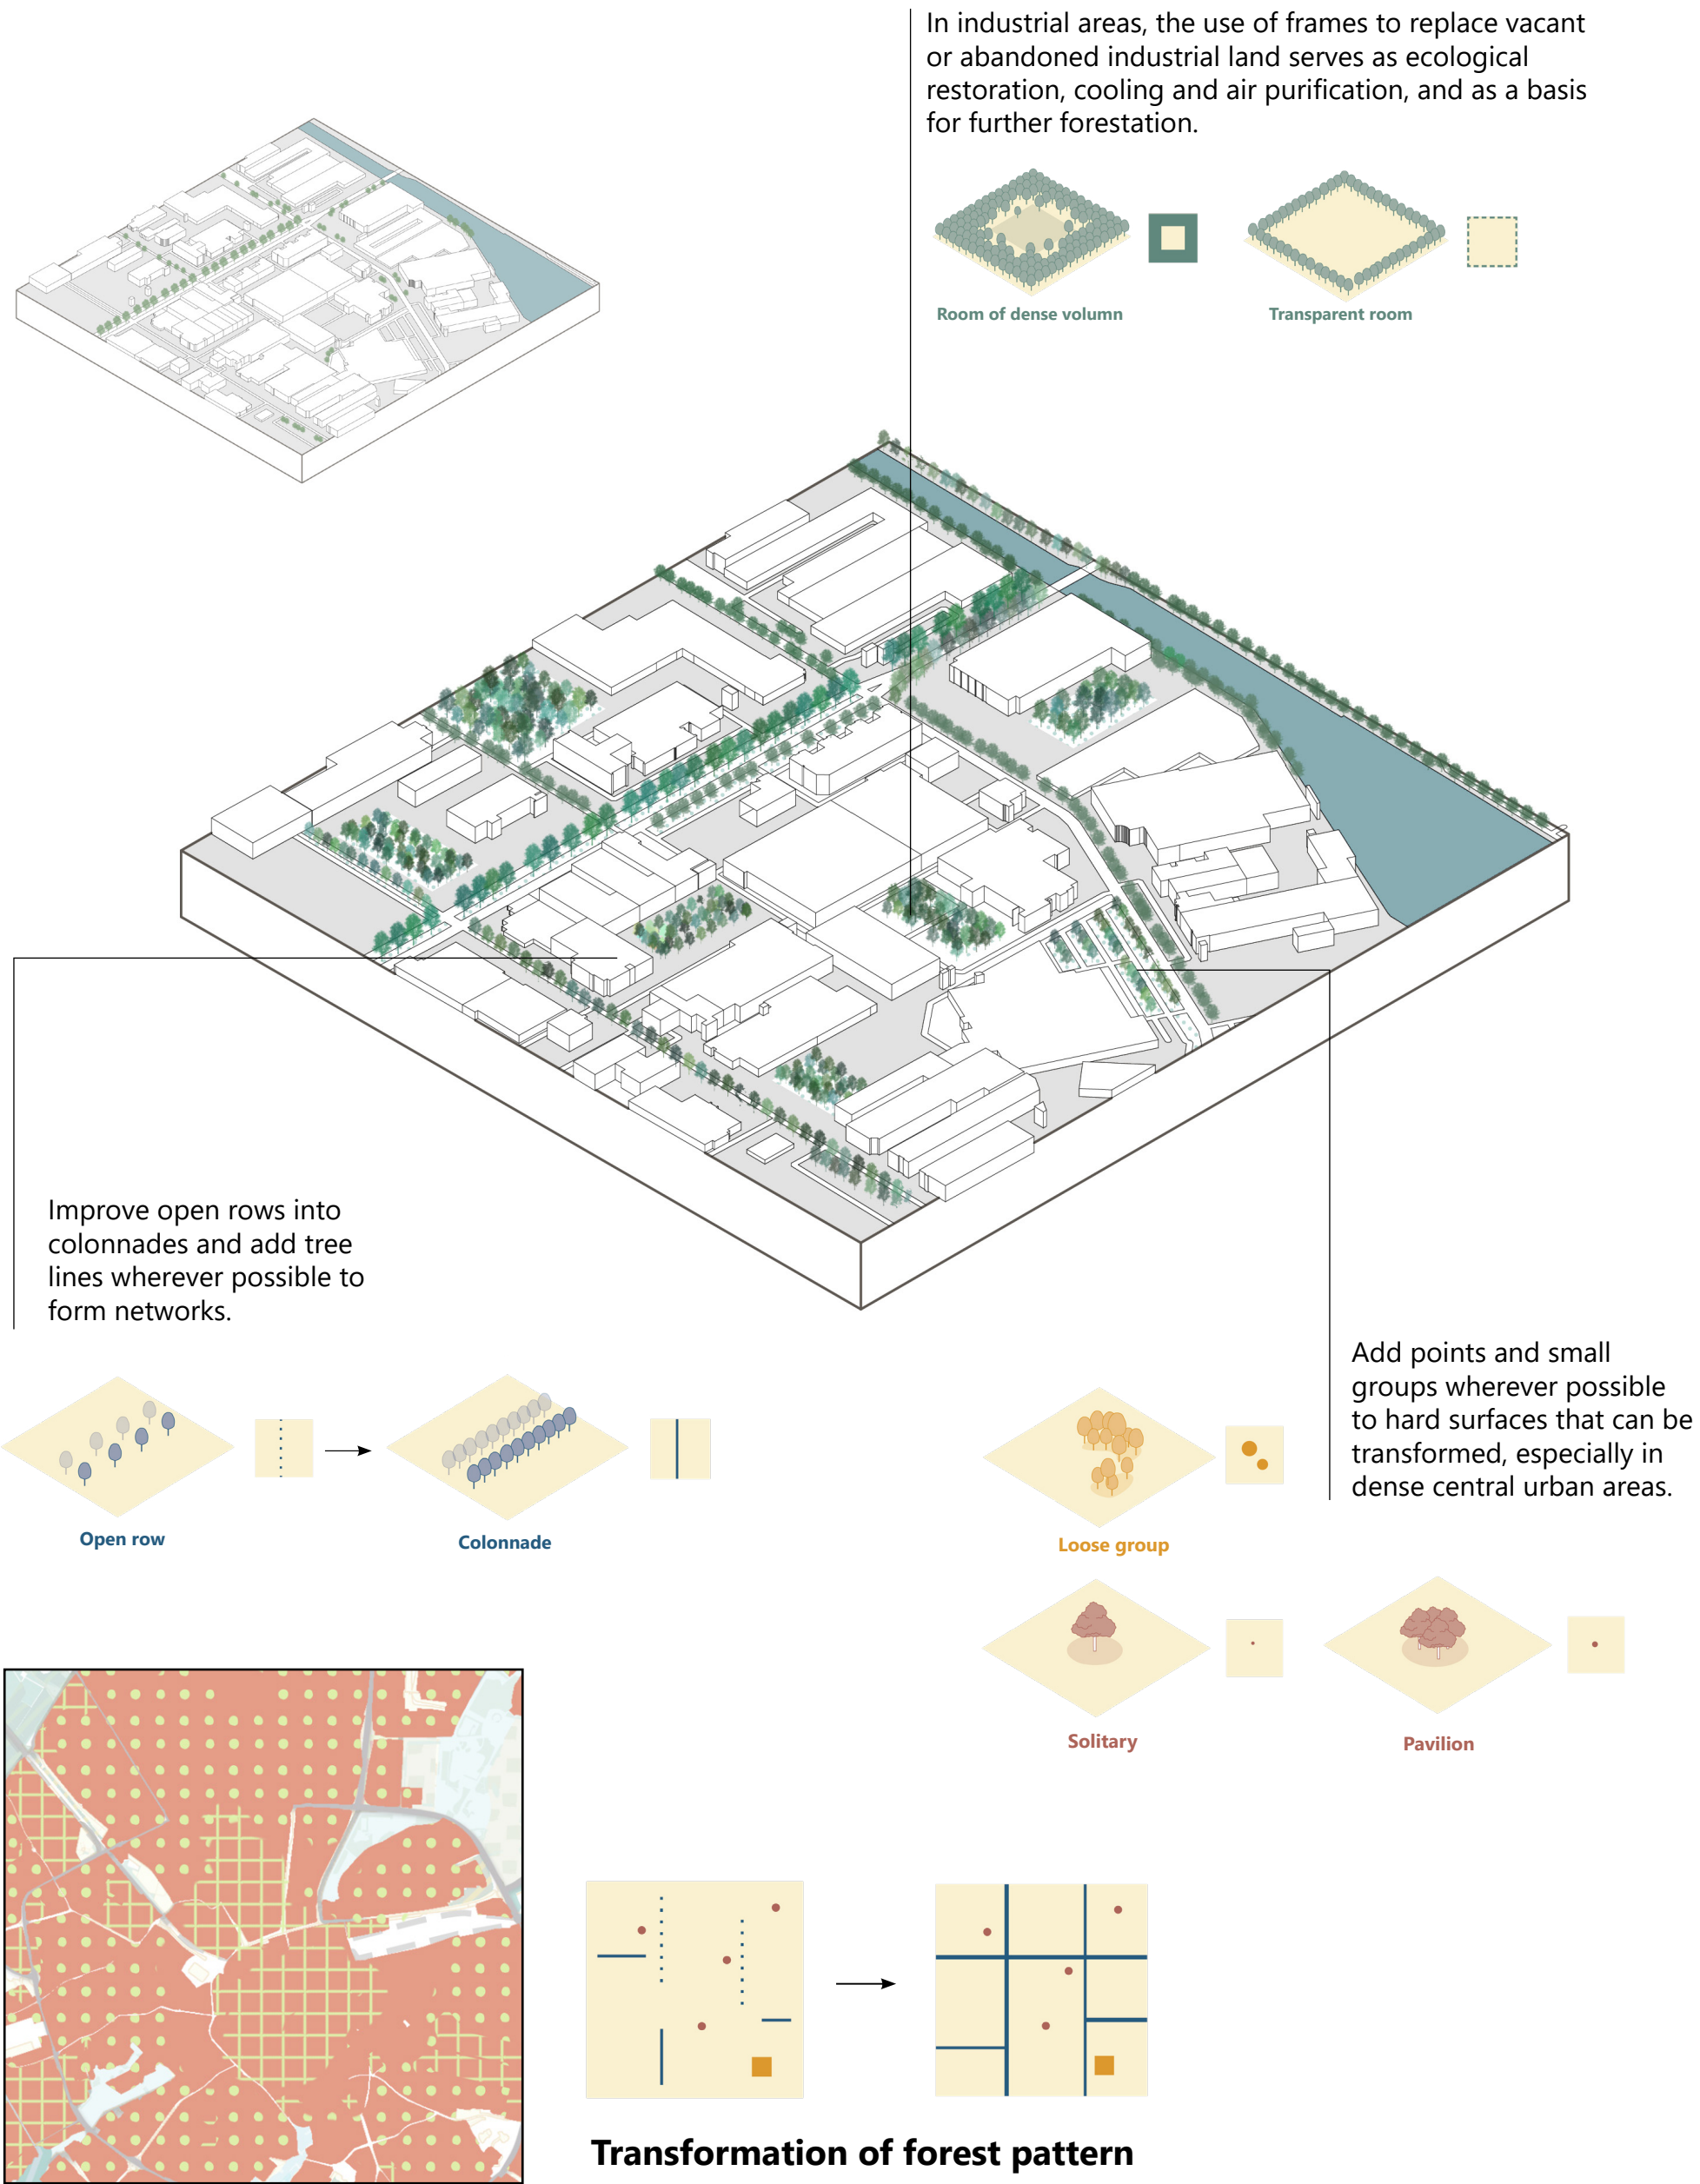 In industrial areas, the use of frames to replace vacant
or abandoned industrial land serves as ecological
restoration, cooling and air purification, and as a basis
for further forestation.
Room of dense volumn
Transparent room
Improve open rows into
colonnades and add tree
lines wherever possible to
form networks.
Add points and small
groups wherever possible
to hard surfaces that can be
transformed, especially in
dense central urban areas.
Open row
Colonnade
Loose group
Solitary
Pavilion
Transformation of forest pattern